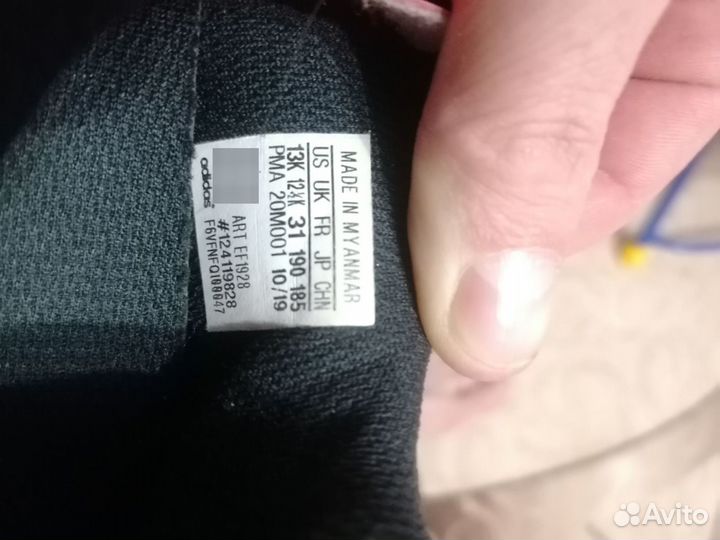 MADE IN MYANMAR
US UK FR JP CHN
13K 12½K 31 190 185
PMA 20M001 10/19
adidas
ART EF1928
#124119828
F6VFNFQ100047
Avito